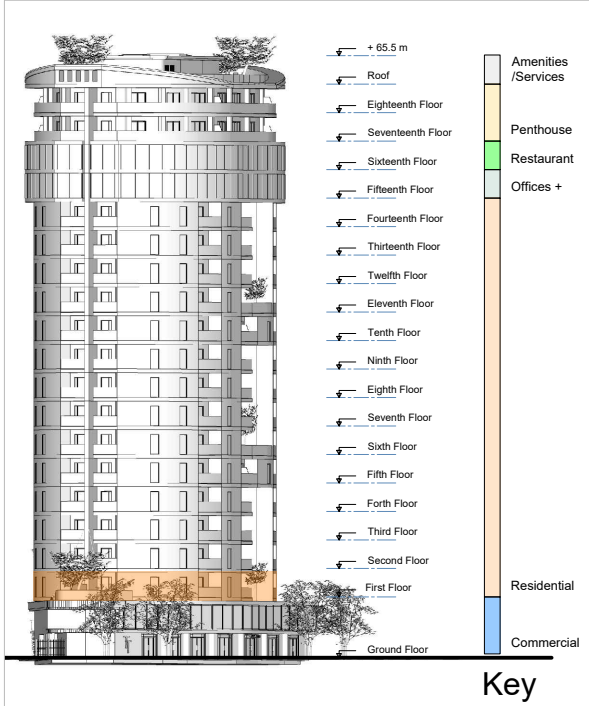 + 65.5 m
Roof
Eighteenth Floor
Seventeenth Floor
Sixteenth Floor
Fifteenth Floor
Fourteenth Floor
Thirteenth Floor
Twelfth Floor
Eleventh Floor
Tenth Floor
Ninth Floor
Eighth Floor
Seventh Floor
Sixth Floor
Fifth Floor
Forth Floor
Third Floor
Second Floor
First Floor
Ground Floor
Amenities
/Services
Penthouse
Restaurant
Offices +
Residential
Commercial
Key